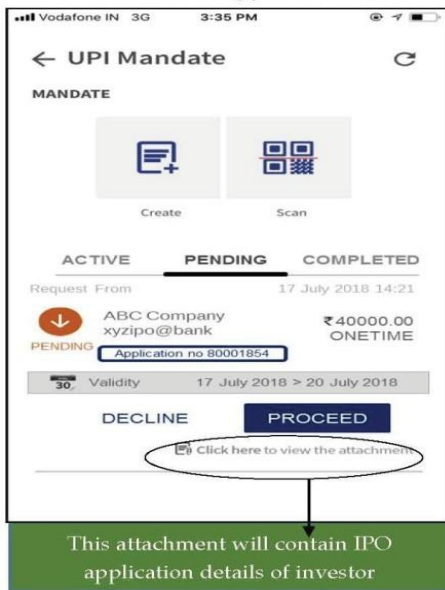 Vodafone IN 3G 3:35 PM
← UPI Mandate
MANDATE
Create Scan
ACTIVE PENDING COMPLETED
Request From 17 July 2018 14:21
ABC Company ₹40000.00
xyzipo@bank ONETIME
PENDING
Application no 80001854
30 Validity 17 July 2018 > 20 July 2018
DECLINE PROCEED
Click here to view the attachment
This attachment will contain IPO
application details of investor